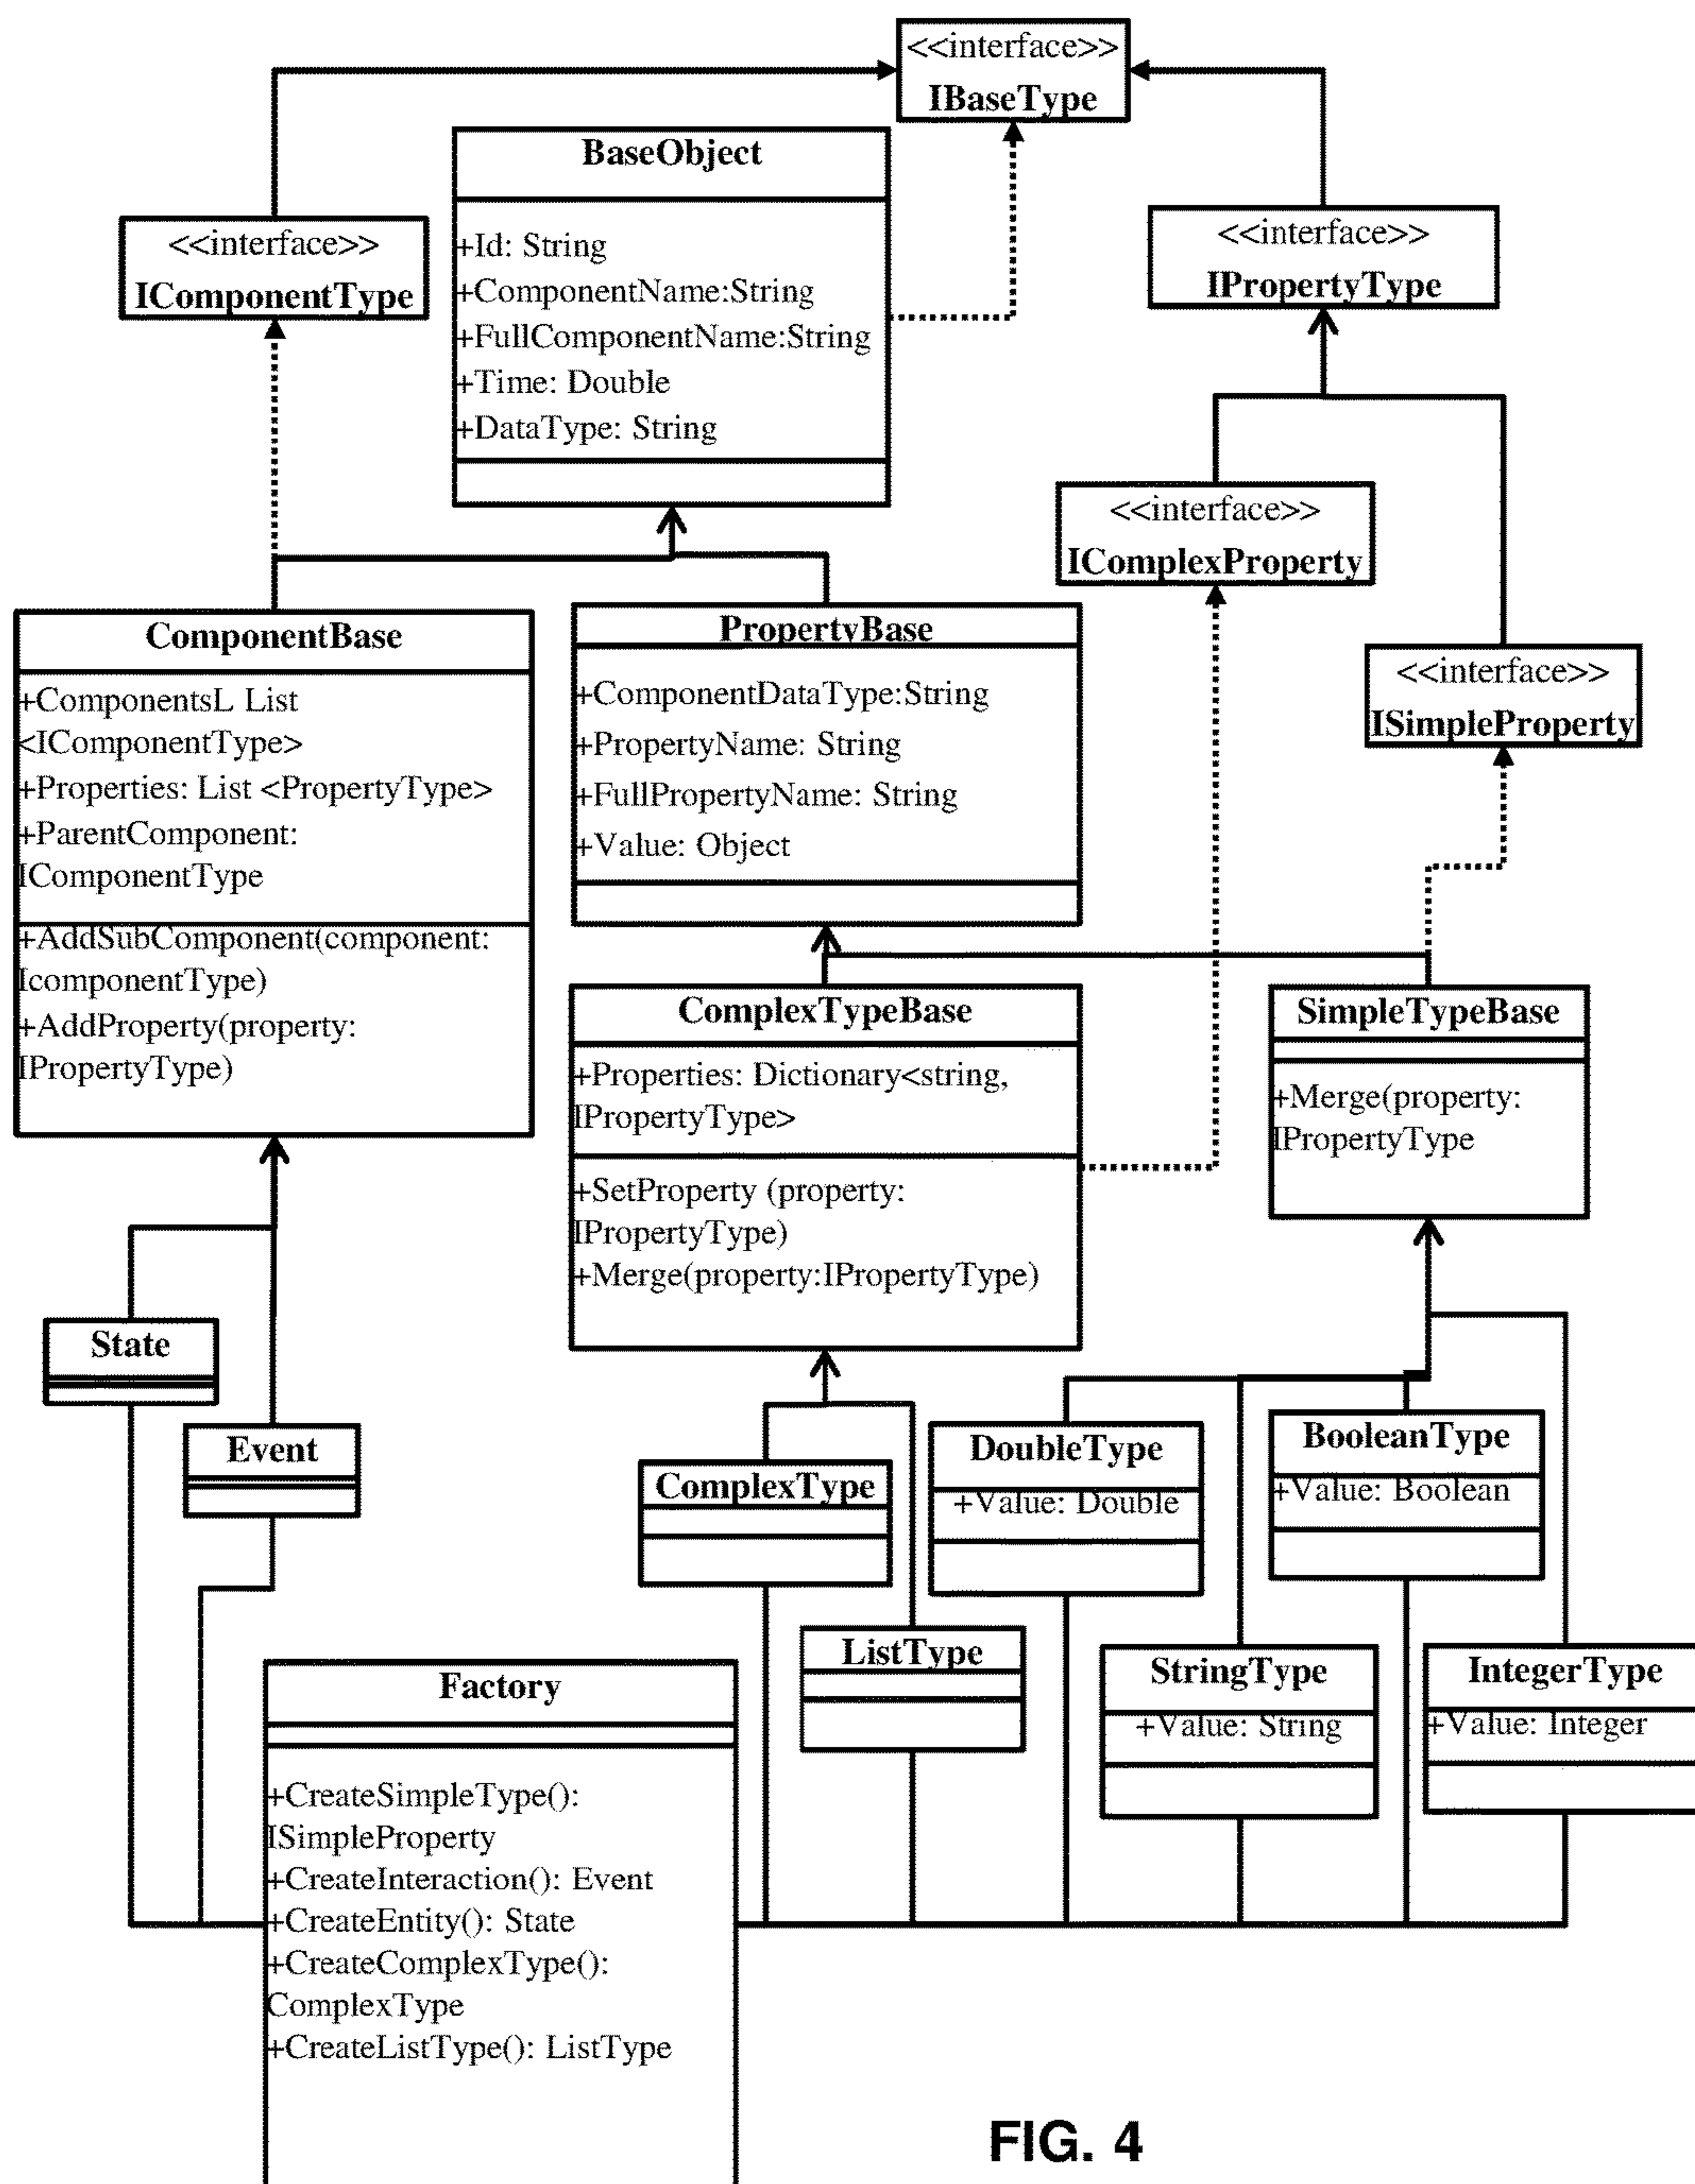 <<interface>>
IBaseType
BaseObject
+Id: String
+ComponentName:String
+FullComponentName:String
+Time: Double
+DataType: String
<<interface>>
IComponentType
<<interface>>
IPropertyType
<<interface>>
IComplexProperty
<<interface>>
ISimpleProperty
ComponentBase
+ComponentsL List
<IComponentType>
+Properties: List <PropertyType>
+ParentComponent:
IComponentType
+AddSubComponent(component:
IcomponentType)
+AddProperty(property:
IPropertyType)
PropertyBase
+ComponentDataType:String
+PropertyName: String
+FullPropertyName: String
+Value: Object
ComplexTypeBase
+Properties: Dictionary<string,
IPropertyType>
+SetProperty (property:
IPropertyType)
+Merge(property:IPropertyType)
SimpleTypeBase
+Merge(property:
IPropertyType
State
Event
ComplexType
ListType
DoubleType
+Value: Double
BooleanType
+Value: Boolean
StringType
+Value: String
IntegerType
+Value: Integer
Factory
+CreateSimpleType():
ISimpleProperty
+CreateInteraction(): Event
+CreateEntity(): State
+CreateComplexType():
ComplexType
+CreateListType(): ListType
FIG. 4